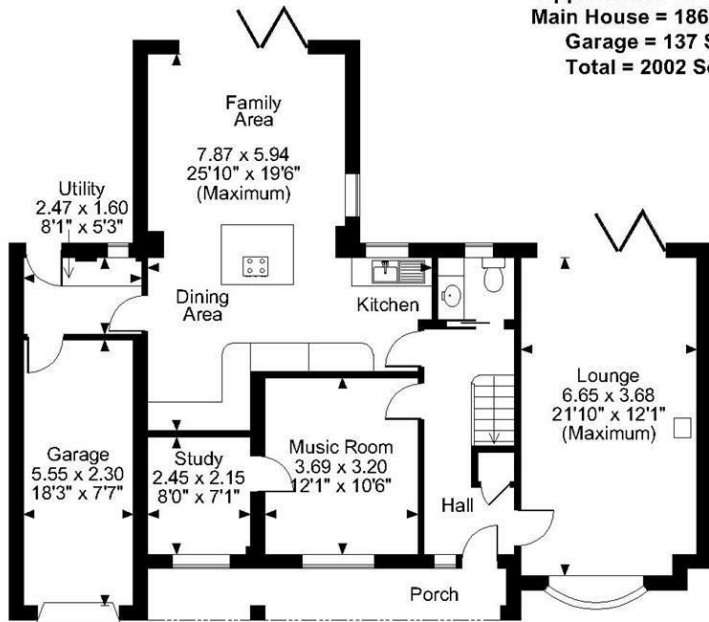 Main House = 186
Garage = 137 S
Total = 2002 S
Family
Area
7.87 x 5.94
25'10" x 19'6"
(Maximum)
Utility
2.47 x 1.60
8'1" x 5'3"
Dining
Area
Kitchen
Lounge
6.65 x 3.68
21'10" x 12'1"
(Maximum)
Garage
5.55 x 2.30
18'3" x 7'7"
Study
2.45 x 2.15
8'0" x 7'1"
Music Room
3.69 x 3.20
12'1" x 10'6"
Hall
Porch